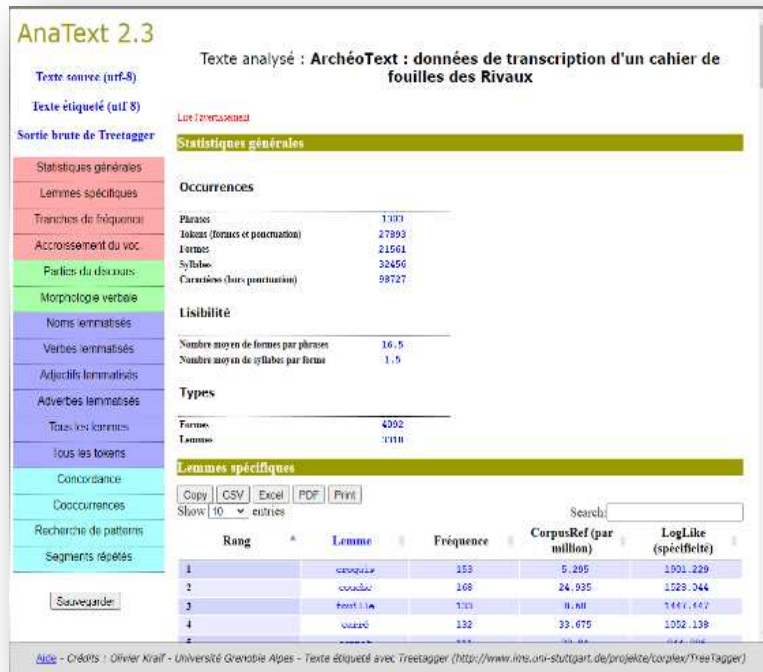 AnaText 2.3
Texte source (utf-8)
Texte étiqueté (utf 8)
Sortie brute de Treetagger
Statistiques générales
Lemmes spécifiques
Tranches de fréquence
Accroissement du voc.
Parties du discours
Morphologie verbale
Noms lemmatisés
Verbes lemmatisés
Adjectifs lemmatisés
Adverbes lemmatisés
Tous les lemmes
Tous les tokens
Concordance
Cooccurrences
Recherche de patterns
Segments répétés
Sauvegarder
Texte analysé : ArchéoText : données de transcription d'un cahier de
fouilles des Rivaux
Lire l'avertissement
Statistiques générales
Occurrences
Phrases
Tokens (formes et ponctuation) 27893
Formes 21561
Syllabes 32456
Caractères (hors ponctuation) 98727
Lisibilité
Nombre moyen de formes par phrases 16.5
Nombre moyen de syllabes par forme 1.5
Types
Formes 4092
Lemmes
Lemmes spécifiques
Copy CSV Excel PDF Print
Show 10 entries Search:
Rang Lemme Fréquence CorpusRef (par million) LogLike (spécificité)
1 croquis 153 5.295 1901.229
2 couche 168 24.935 1523.044
3 fouille 133 1447.447
4 carré 132 33.675 1052.138
Aide - Crédits : Olivier Kraif - Université Grenoble Alpes - Texte étiqueté avec Treetagger (http://www.ims.uni-stuttgart.de/projekte/corplex/TreeTagger)